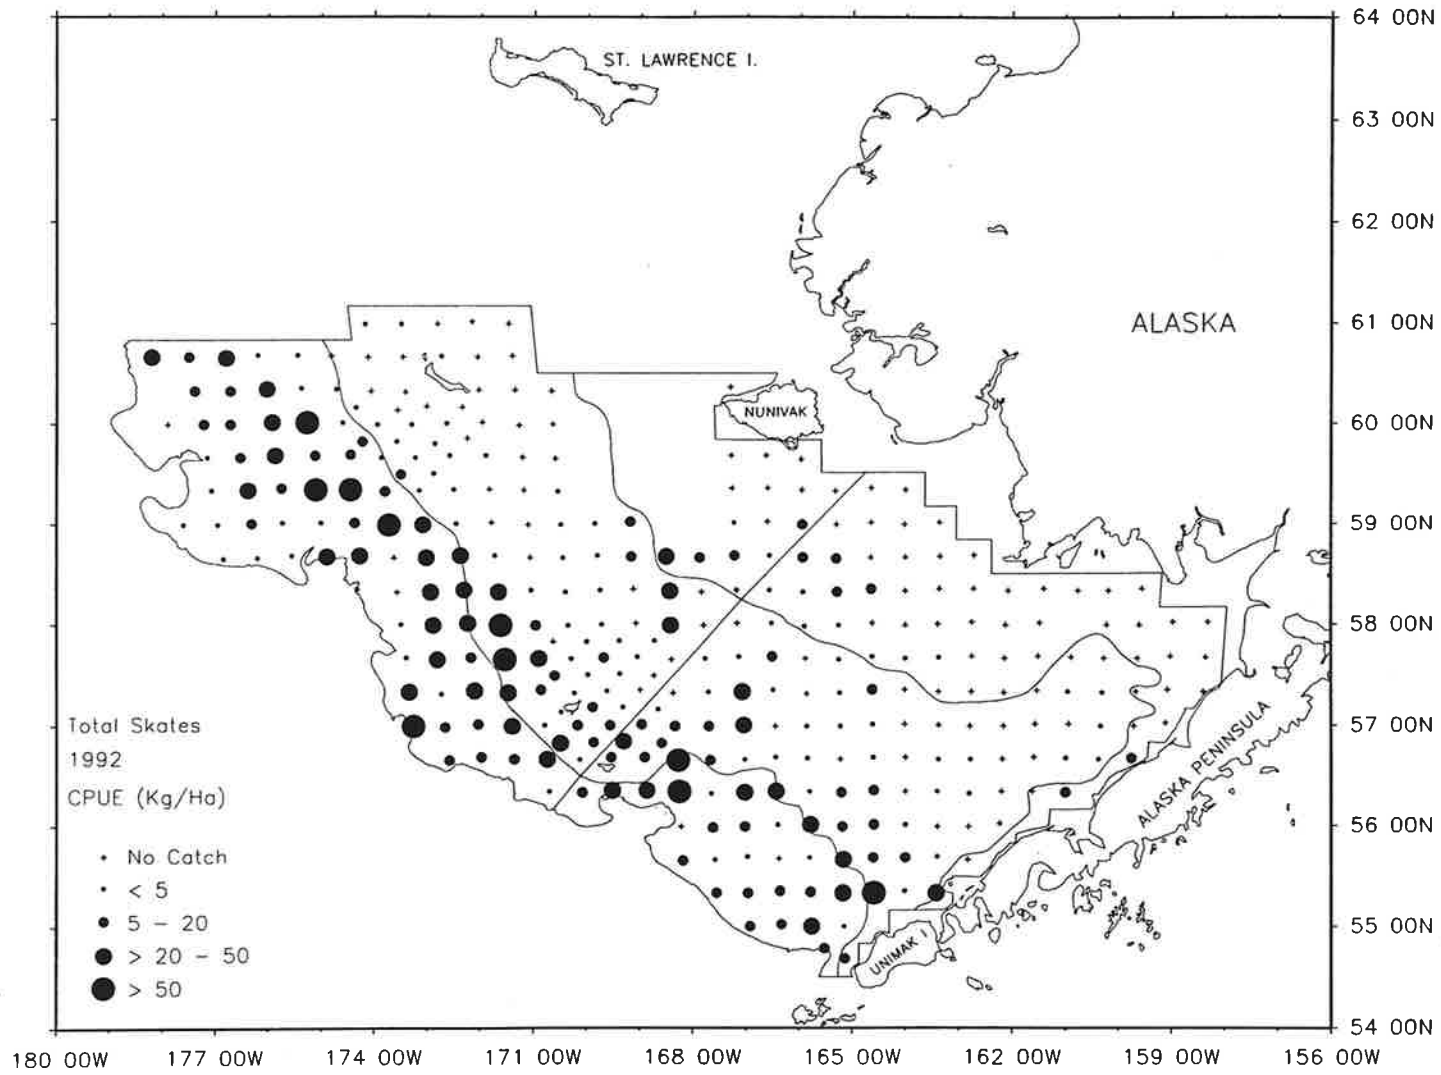 64 00N
ST. LAWRENCE I.
63 00N
62 00N
ALASKA
61 00N
NUNIVAK
60 00N
59 00N
58 00N
57 00N
Total Skates
1992
CPUE (Kg/Ha)
No Catch
< 5
5 – 20
> 20 – 50
> 50
ALASKA PENINSULA
56 00N
55 00N
UNIMAK I
54 00N
180 00W 177 00W 174 00W 171 00W 168 00W 165 00W 162 00W 159 00W 156 00W